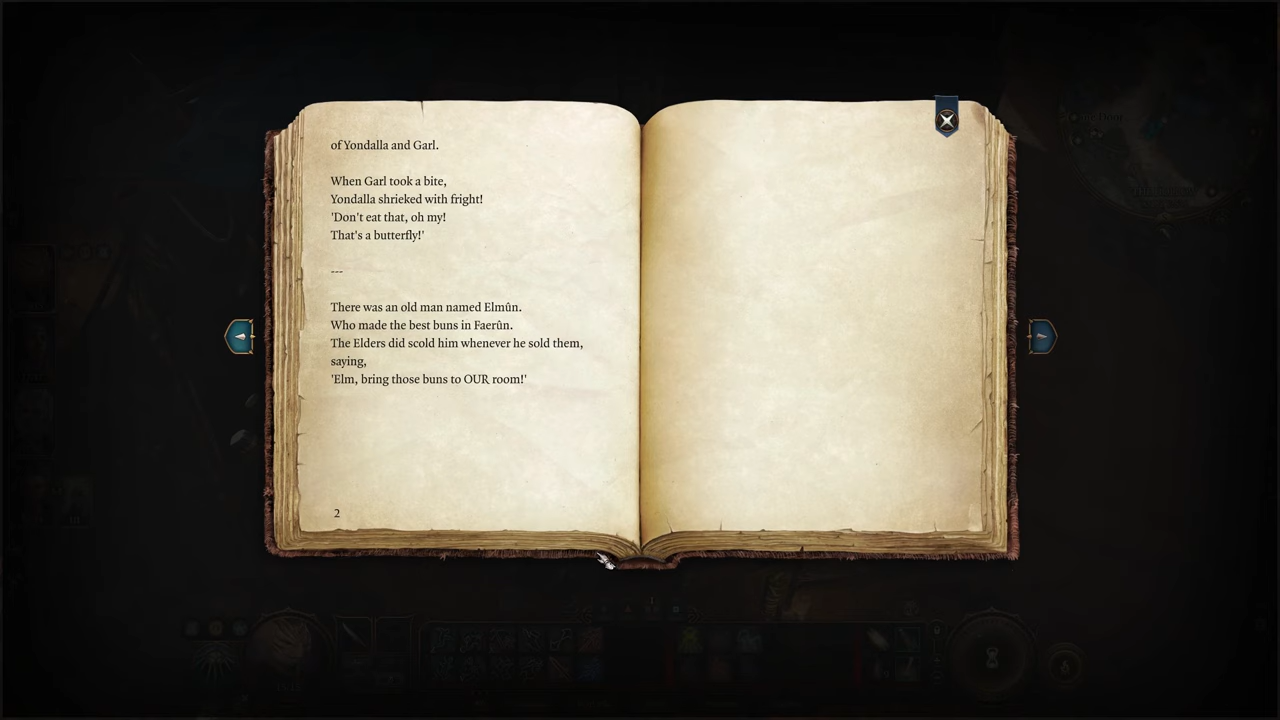 of Yondalla and Garl.
When Garl took a bite,
Yondalla shrieked with fright!
'Don't eat that, oh my!
That's a butterfly!'
---
There was an old man named Elmûn.
Who made the best buns in Faerûn.
The Elders did scold him whenever he sold them,
saying,
'Elm, bring those buns to OUR room!'
2